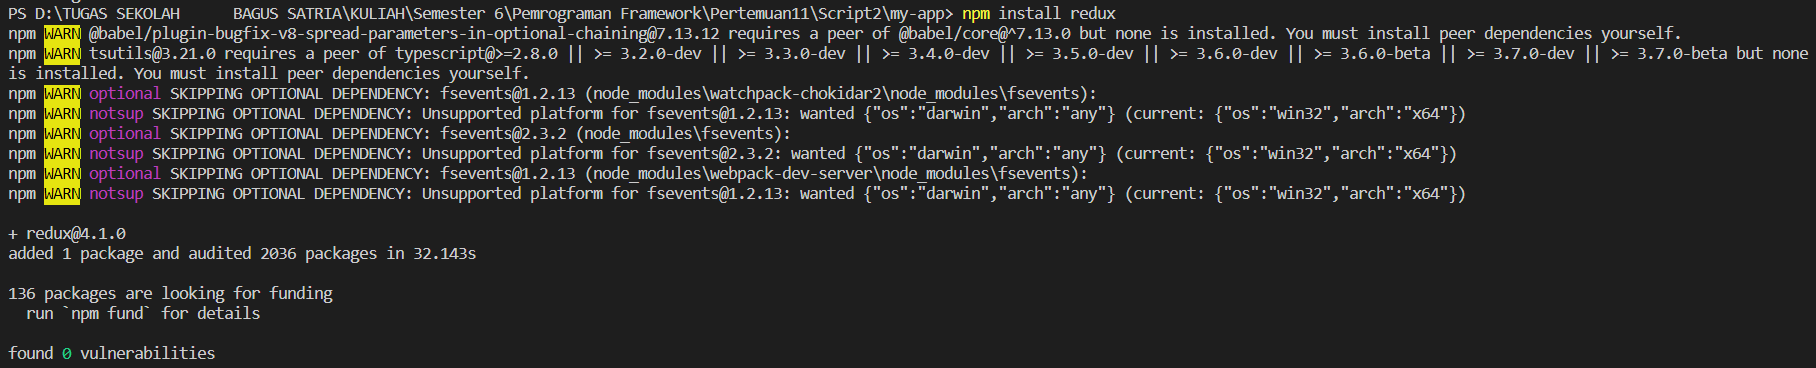 PS D:\TUGAS SEKOLAH      BAGUS SATRIA\KULIAH\Semester 6\Pemrograman Framework\Pertemuan11\Script2\my-app> npm install redux
npm WARN @babel/plugin-bugfix-v8-spread-parameters-in-optional-chaining@7.13.12 requires a peer of @babel/core@^7.13.0 but none is installed. You must install peer dependencies yourself.
npm WARN tsutils@3.21.0 requires a peer of typescript@>=2.8.0 || >= 3.2.0-dev || >= 3.3.0-dev || >= 3.4.0-dev || >= 3.5.0-dev || >= 3.6.0-dev || >= 3.6.0-beta || >= 3.7.0-dev || >= 3.7.0-beta but none
is installed. You must install peer dependencies yourself.
npm WARN optional SKIPPING OPTIONAL DEPENDENCY: fsevents@1.2.13 (node_modules\watchpack-chokidar2\node_modules\fsevents):
npm WARN notsup SKIPPING OPTIONAL DEPENDENCY: Unsupported platform for fsevents@1.2.13: wanted {"os":"darwin","arch":"any"} (current: {"os":"win32","arch":"x64"})
npm WARN optional SKIPPING OPTIONAL DEPENDENCY: fsevents@2.3.2 (node_modules\fsevents):
npm WARN notsup SKIPPING OPTIONAL DEPENDENCY: Unsupported platform for fsevents@2.3.2: wanted {"os":"darwin","arch":"any"} (current: {"os":"win32","arch":"x64"})
npm WARN optional SKIPPING OPTIONAL DEPENDENCY: fsevents@1.2.13 (node_modules\webpack-dev-server\node_modules\fsevents):
npm WARN notsup SKIPPING OPTIONAL DEPENDENCY: Unsupported platform for fsevents@1.2.13: wanted {"os":"darwin","arch":"any"} (current: {"os":"win32","arch":"x64"})
+ redux@4.1.0
added 1 package and audited 2036 packages in 32.143s
136 packages are looking for funding
  run `npm fund` for details
found 0 vulnerabilities